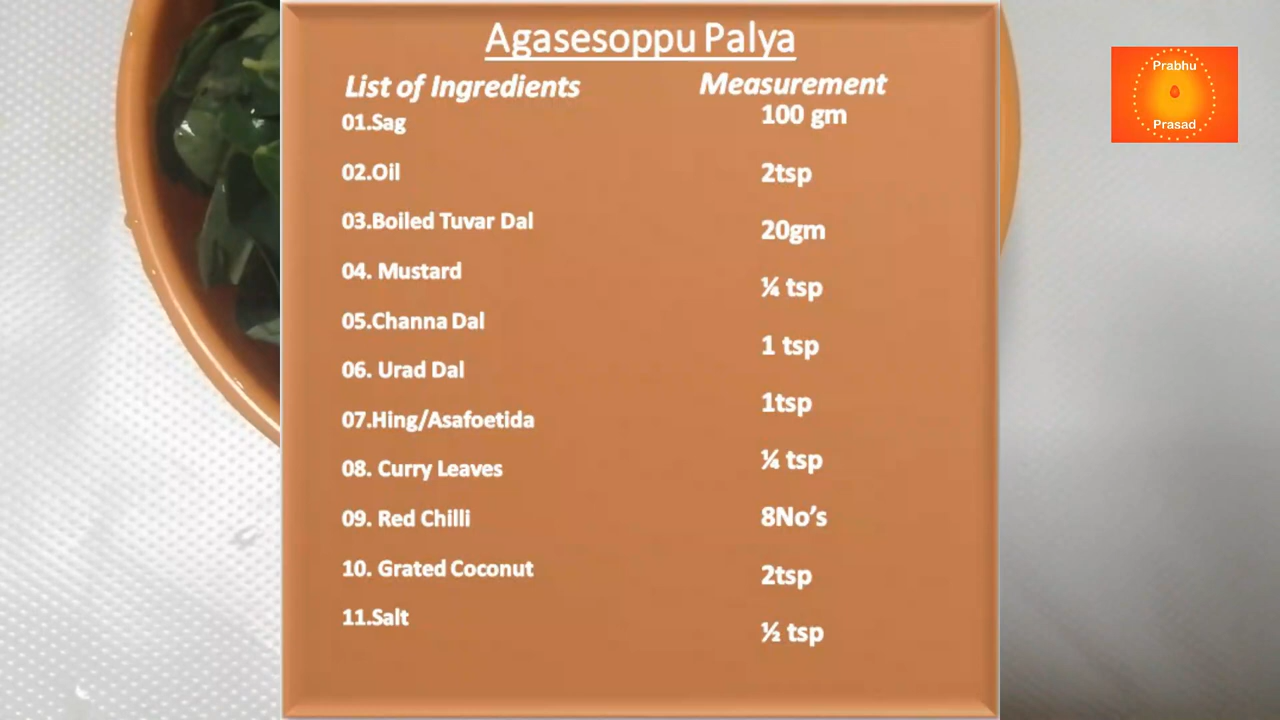 Agasesoppu Palya
List of Ingredients
01.Sag
02.Oil
03.Boiled Tuvar Dal
04. Mustard
05.Channa Dal
06. Urad Dal
07.Hing/Asafoetida
08. Curry Leaves
09. Red Chilli
10. Grated Coconut
11.Salt
Measurement
100 gm
2tsp
20gm
¼ tsp
1 tsp
1tsp
¼ tsp
8No's
2tsp
½ tsp
Prabhu
Prasad